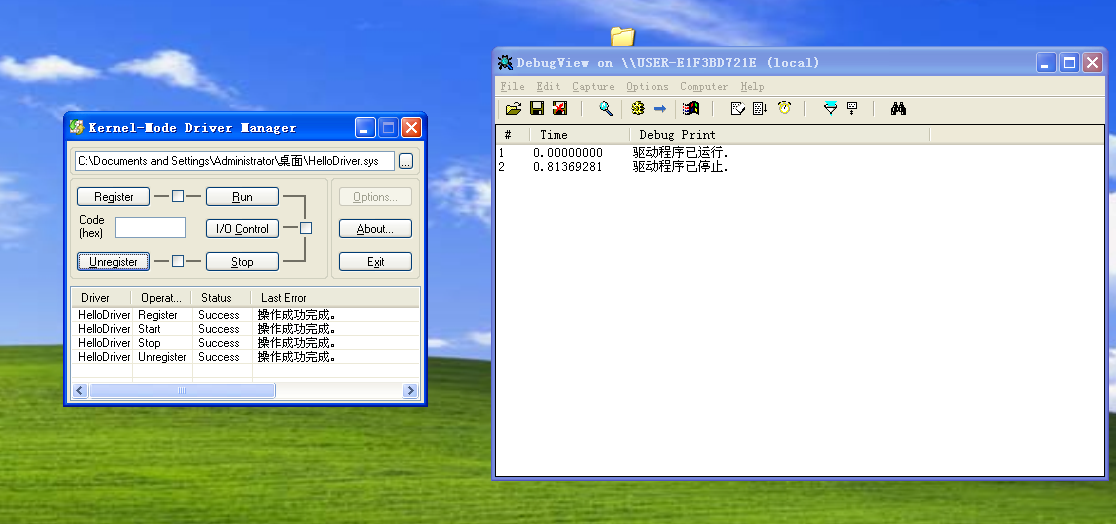 Kernel-Mode Driver Manager
C:\Documents and Settings\Administrator\桌面\HelloDriver.sys
...
Register
Run
Options...
Code
(hex)
I/O Control
About...
Unregister
Stop
Exit
Driver Operat... Status Last Error
HelloDriver Register Success 操作成功完成。
HelloDriver Start Success 操作成功完成。
HelloDriver Stop Success 操作成功完成。
HelloDriver Unregister Success 操作成功完成。
DebugView on \\USER-E1F3BD721E (local)
File Edit Capture Options Computer Help
# Time Debug Print
1 0.00000000 驱动程序已运行.
2 0.81369281 驱动程序已停止.